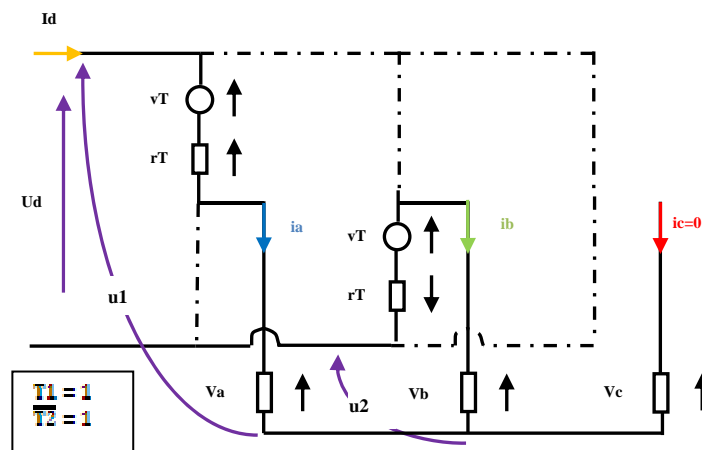 Id
vT
rT
Ud
ia
vT
ib
ic=0
rT
u1
T1 = 1
T2 = 1
Va
u2
Vb
Vc